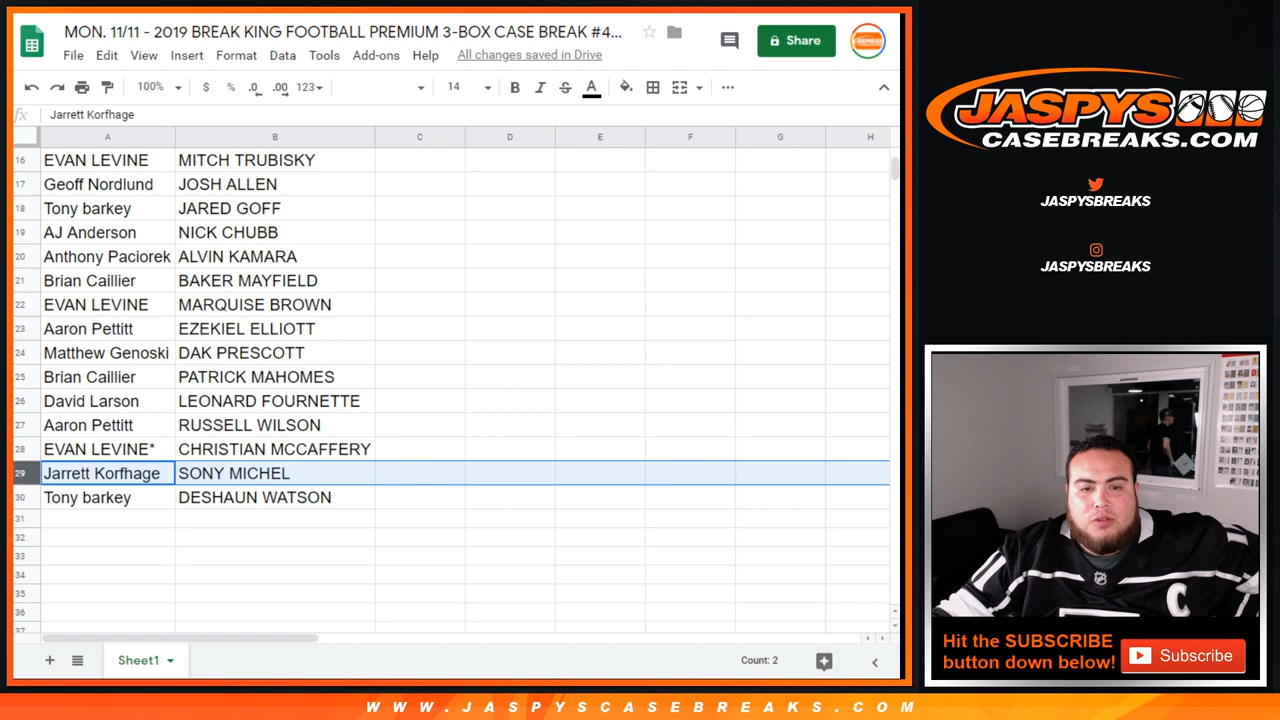 MON. 11/11 - 2019 BREAK KING FOOTBALL PREMIUM 3-BOX CASE BREAK #4...
Share
File Edit View Insert Format Data Tools Add-ons Help All changes saved in Drive
100% $ % .0 .00 123 14 B I S A ...
fx Jarrett Korfhage
A B C D E F G H
16 EVAN LEVINE MITCH TRUBISKY
17 Geoff Nordlund JOSH ALLEN
18 Tony barkey JARED GOFF
19 AJ Anderson NICK CHUBB
20 Anthony Paciorek ALVIN KAMARA
21 Brian Caillier BAKER MAYFIELD
22 EVAN LEVINE MARQUISE BROWN
23 Aaron Pettitt EZEKIEL ELLIOTT
24 Matthew Genoski DAK PRESCOTT
25 Brian Caillier PATRICK MAHOMES
26 David Larson LEONARD FOURNETTE
27 Aaron Pettitt RUSSELL WILSON
28 EVAN LEVINE* CHRISTIAN MCCAFFERY
29 Jarrett Korfhage SONY MICHEL
30 Tony barkey DESHAUN WATSON
31
32
33
34
35
36
37
Sheet1 Count: 2
JASPYS
CASEBREAKS.COM
JASPYSBREAKS
JASPYSBREAKS
C
Hit the SUBSCRIBE
button down below!
Subscribe
WWW.JASPYSCASEBREAKS.COM